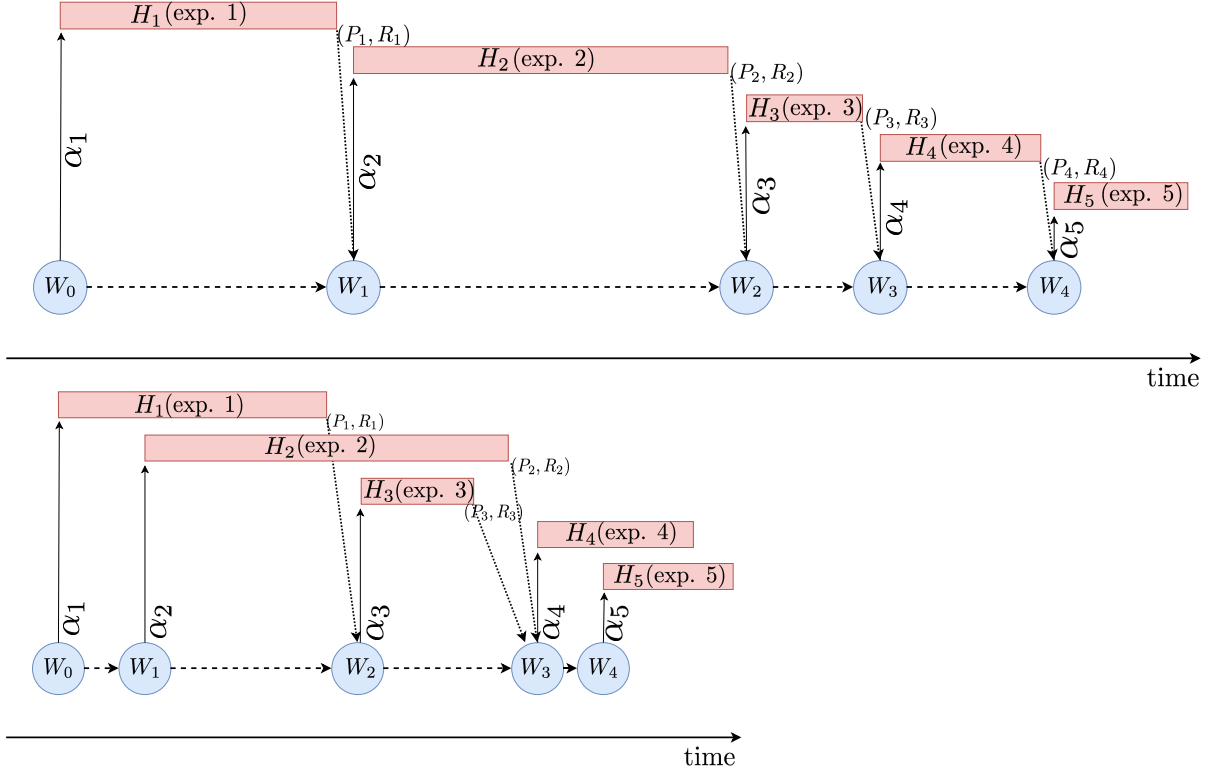 H₁(exp. 1)
(P₁, R₁)
H₂(exp. 2)
(P₂, R₂)
H₃(exp. 3)
(P₃, R₃)
H₄(exp. 4)
(P₄, R₄)
H₅(exp. 5)
α₁
α₂
α₃
α₄
α₅
W₀
W₁
W₂
W₃
W₄
time
H₁(exp. 1)
(P₁, R₁)
H₂(exp. 2)
(P₂, R₂)
H₃(exp. 3)
(P₃, R₃)
H₄(exp. 4)
H₅(exp. 5)
α₁
α₂
α₃
α₄
α₅
W₀
W₁
W₂
W₃
W₄
time